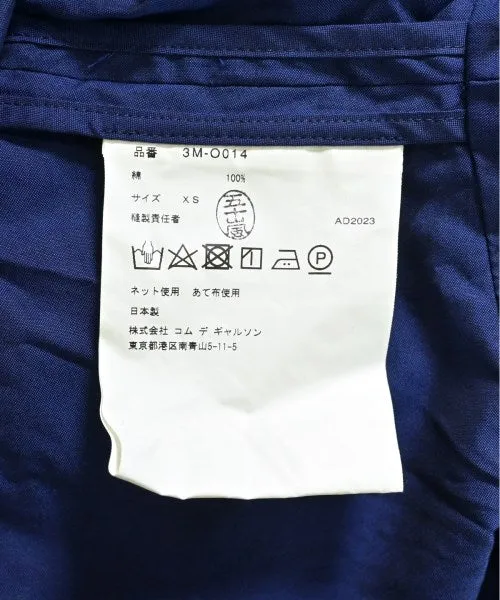 品番 3M-O014
綿 100%
サイズ XS
縫製責任者
AD2023
ネット使用 あて布使用
日本製
株式会社 コム デ ギャルソン
東京都港区南青山5-11-5